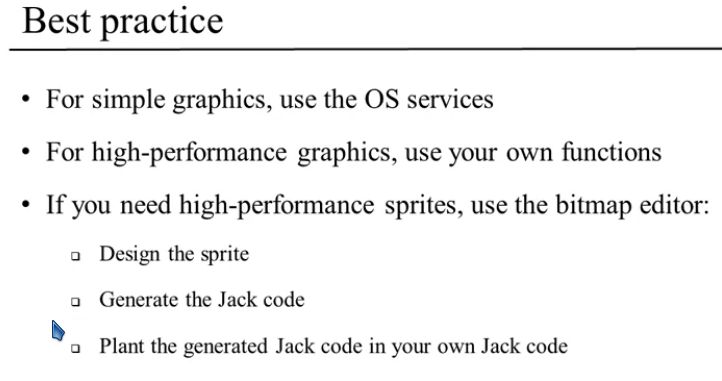 Best practice
• For simple graphics, use the OS services
• For high-performance graphics, use your own functions
• If you need high-performance sprites, use the bitmap editor:
❑ Design the sprite
❑ Generate the Jack code
❑ Plant the generated Jack code in your own Jack code